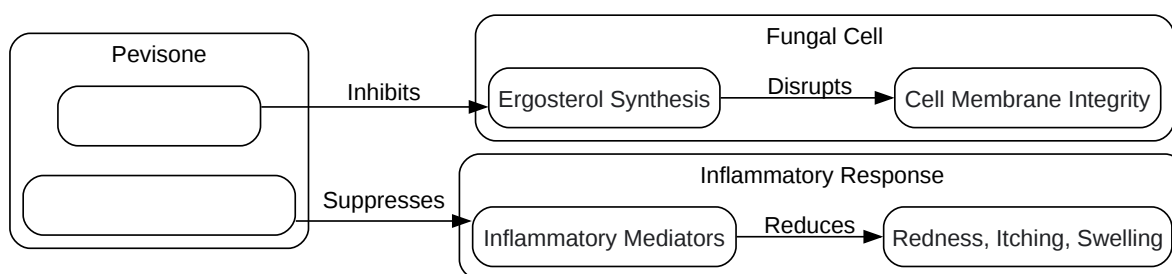 Pevisone
Inhibits
Suppresses
Fungal Cell
Ergosterol Synthesis
Disrupts
Cell Membrane Integrity
Inflammatory Response
Inflammatory Mediators
Reduces
Redness, Itching, Swelling